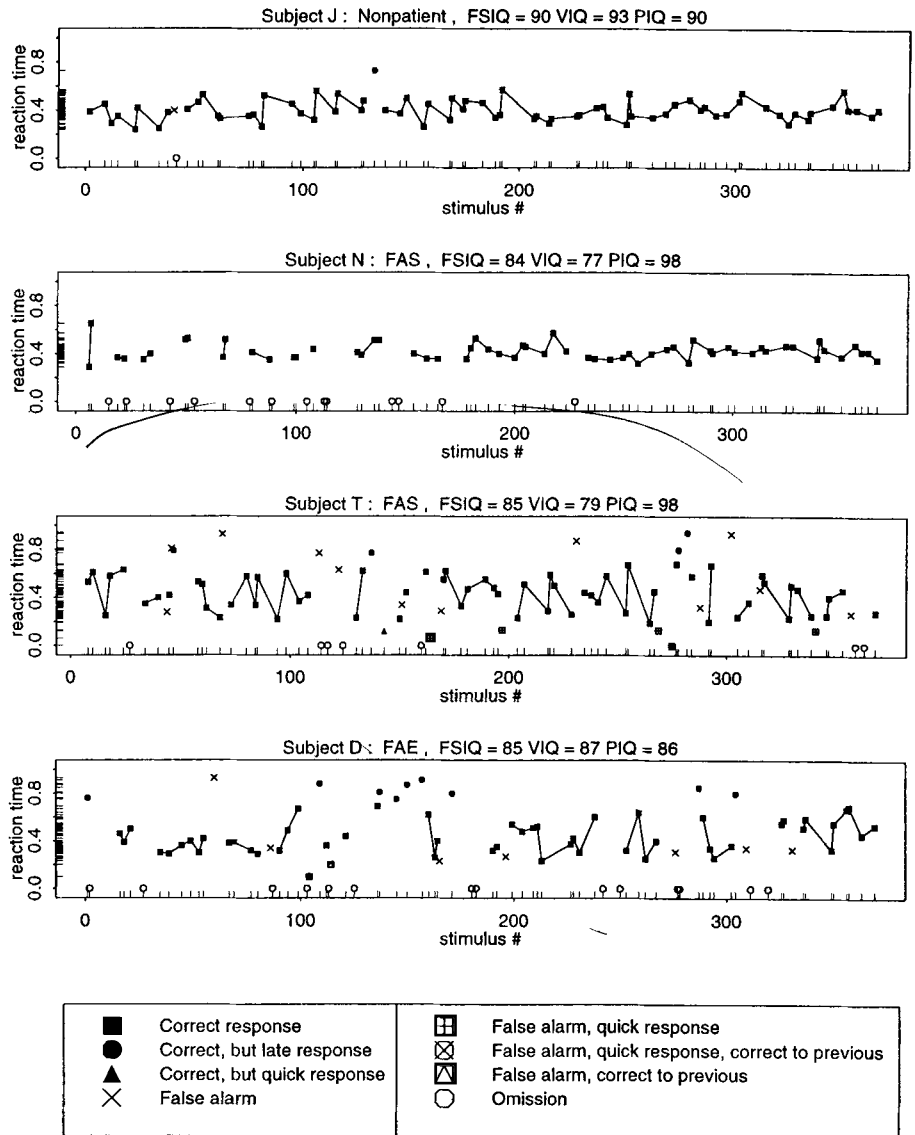 Subject J : Nonpatient , FSIQ = 90 VIQ = 93 PIQ = 90
reaction time
0.0 0.4 0.8
0 100 200 300
stimulus #
Subject N : FAS , FSIQ = 84 VIQ = 77 PIQ = 98
reaction time
0.0 0.4 0.8
0 100 200 300
stimulus #
Subject T : FAS , FSIQ = 85 VIQ = 79 PIQ = 98
reaction time
0.0 0.4 0.8
0 100 200 300
stimulus #
Subject D : FAE , FSIQ = 85 VIQ = 87 PIQ = 86
reaction time
0.0 0.4 0.8
0 100 200 300
stimulus #
Correct response
Correct, but late response
Correct, but quick response
False alarm
False alarm, quick response
False alarm, quick response, correct to previous
False alarm, correct to previous
Omission